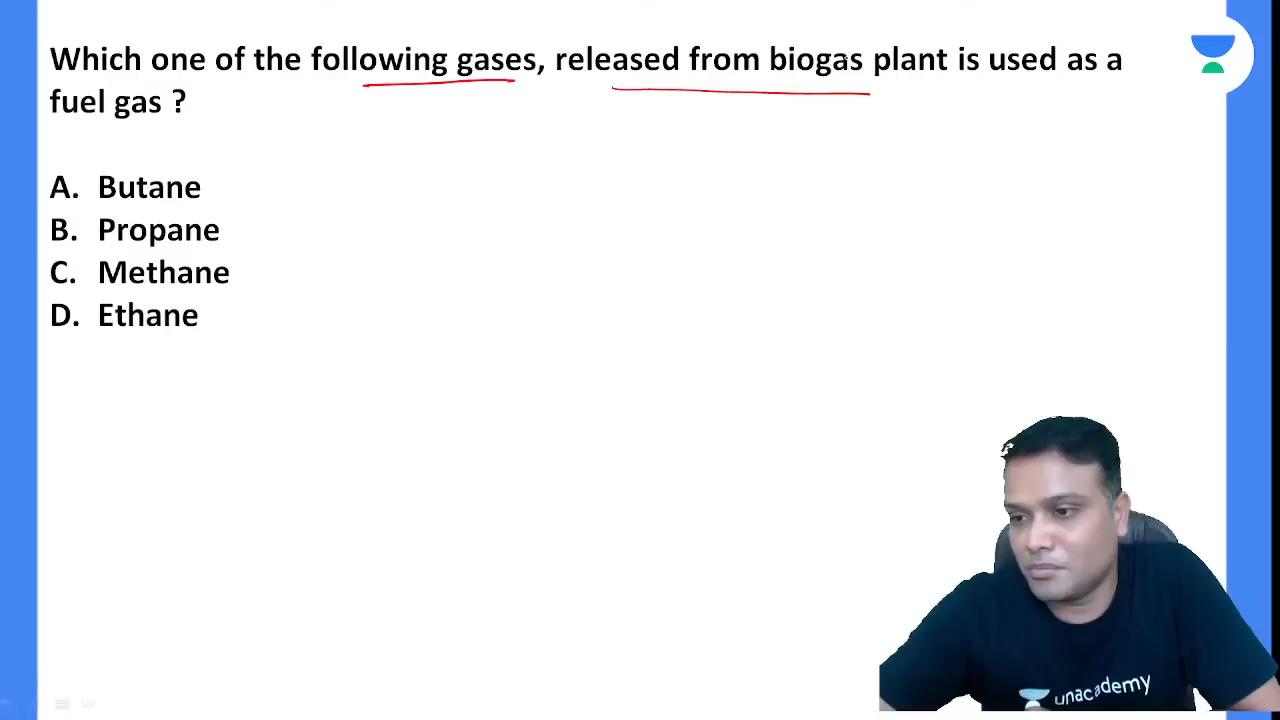 Which one of the following gases, released from biogas plant is used as a
fuel gas ?
A. Butane
B. Propane
C. Methane
D. Ethane
unacademy